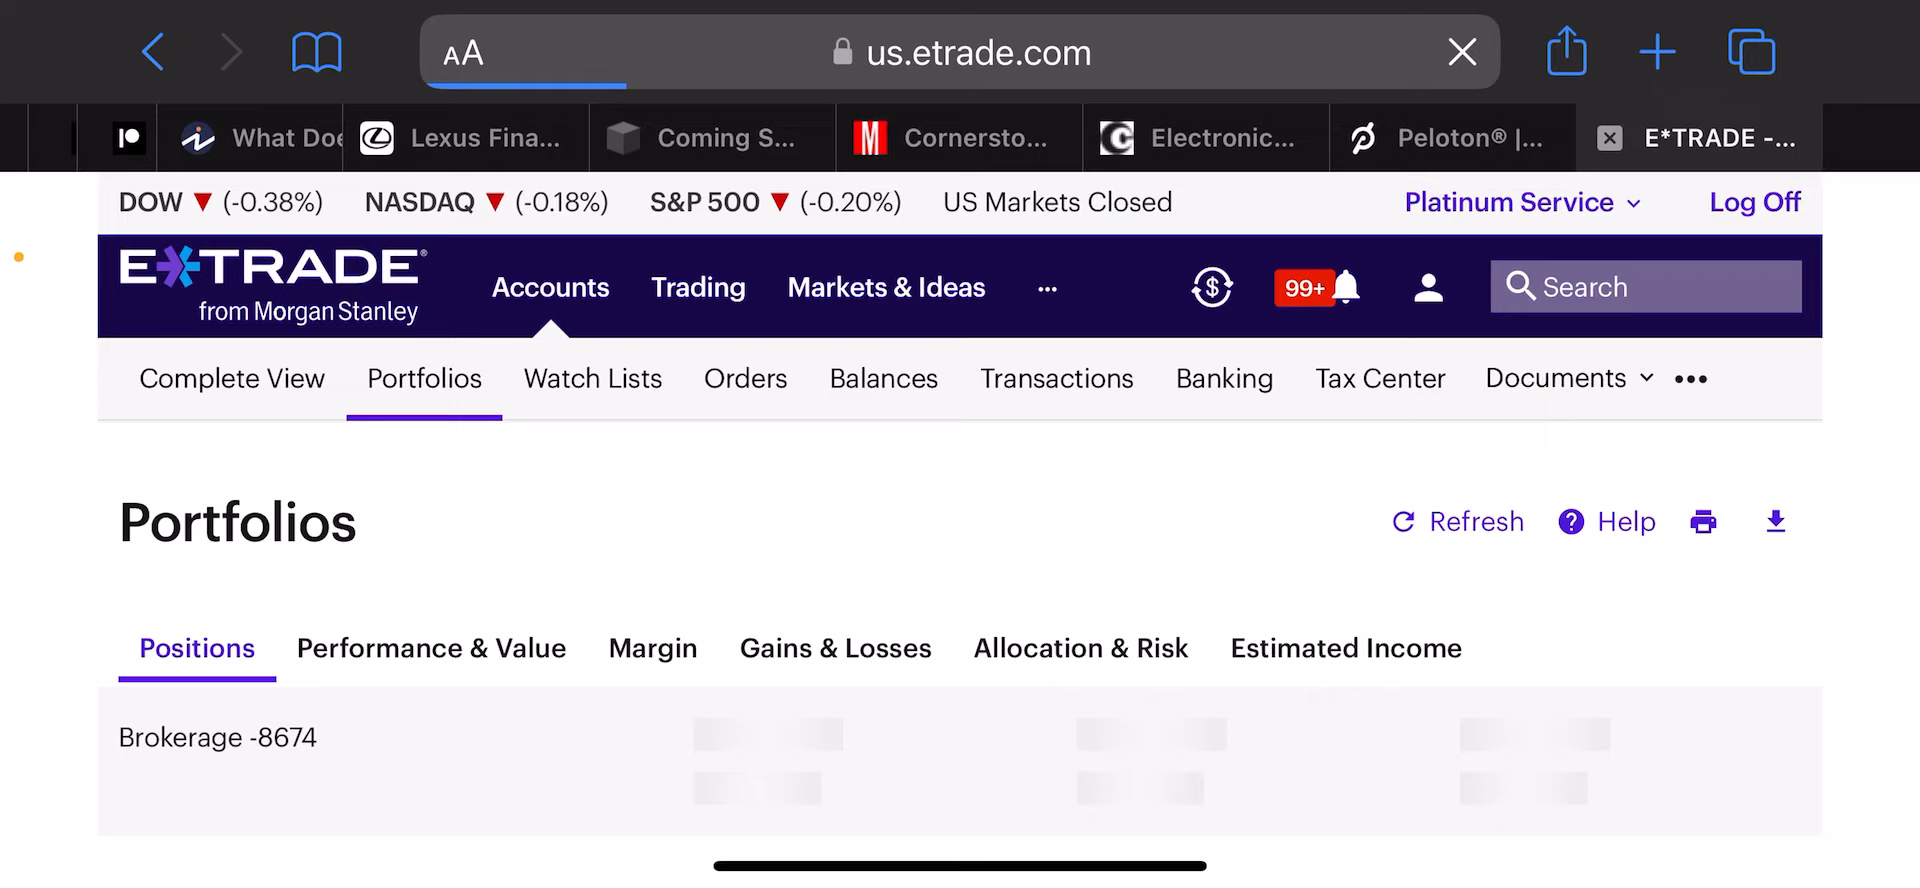 AA us.etrade.com
What Doe Lexus Fina... Coming S... Cornersto... Electronic... Peloton® |... E*TRADE -...
DOW ▼ (-0.38%) NASDAQ ▼ (-0.18%) S&P 500 ▼ (-0.20%) US Markets Closed Platinum Service Log Off
E*TRADE®
from Morgan Stanley
Accounts Trading Markets & Ideas ... $ 99+ Search
Complete View Portfolios Watch Lists Orders Balances Transactions Banking Tax Center Documents •••
Portfolios
Refresh ? Help
Positions Performance & Value Margin Gains & Losses Allocation & Risk Estimated Income
Brokerage -8674